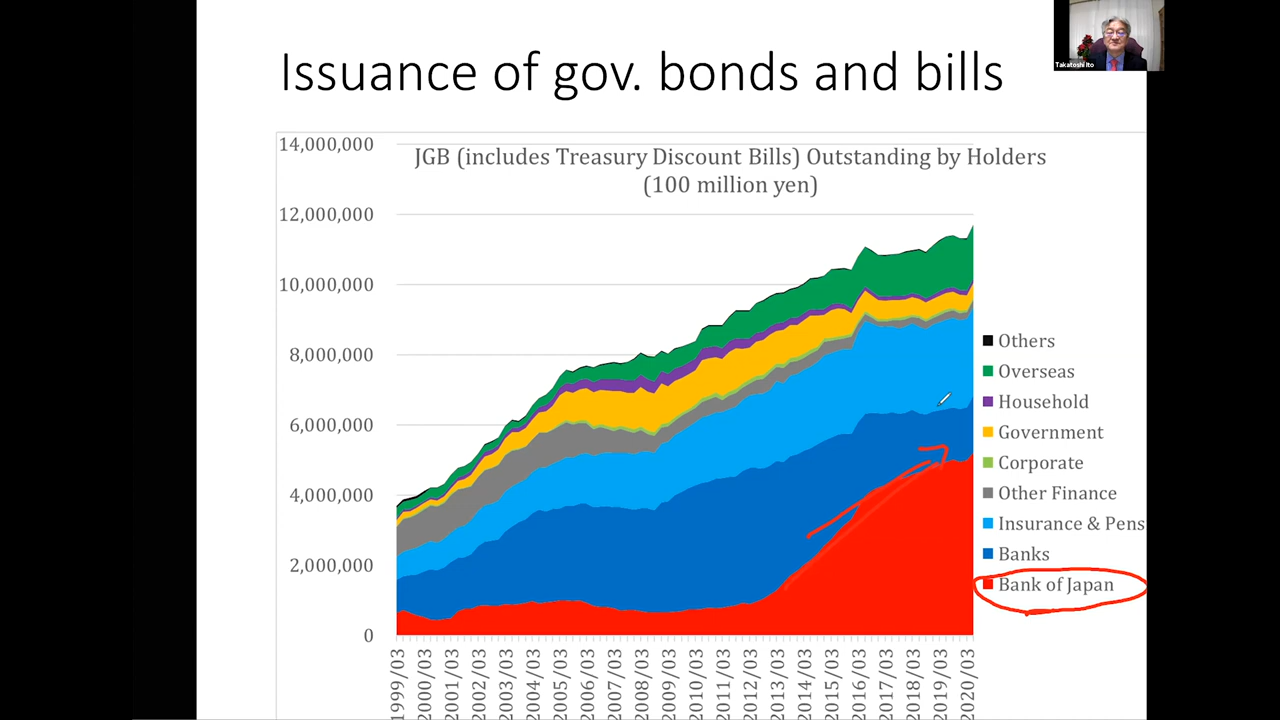 Issuance of gov. bonds and bills
Takatoshi Ito
JGB (includes Treasury Discount Bills) Outstanding by Holders
(100 million yen)
14,000,000
12,000,000
10,000,000
8,000,000
6,000,000
4,000,000
2,000,000
0
Others
Overseas
Household
Government
Corporate
Other Finance
Insurance & Pens
Banks
Bank of Japan
1999/03
2000/03
2001/03
2002/03
2003/03
2004/03
2005/03
2006/03
2007/03
2008/03
2009/03
2010/03
2011/03
2012/03
2013/03
2014/03
2015/03
2016/03
2017/03
2018/03
2019/03
2020/03